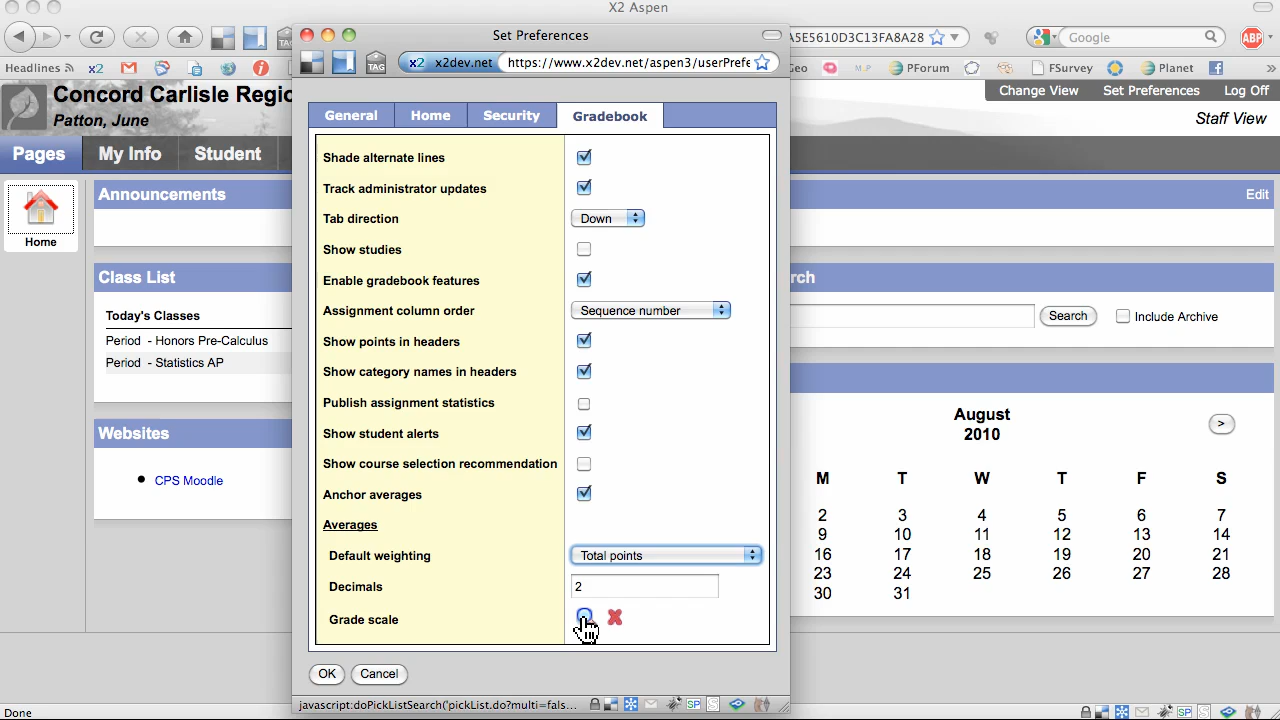 X2 Aspen
A5E5610D3C13FA8A28
Google
ABP
Headlines
x2
Geo
PForum
FSurvey
Planet
»
Concord Carlisle Regio
Patton, June
Change View
Set Preferences
Log Off
Staff View
Pages
My Info
Student
Home
Announcements
Edit
Class List
Today's Classes
Period - Honors Pre-Calculus
Period - Statistics AP
Websites
CPS Moodle
rch
Search
Include Archive
August
2010
>
M T W T F S
2 3 4 5 6 7
9 10 11 12 13 14
16 17 18 19 20 21
23 24 25 26 27 28
30 31
Set Preferences
TAG
x2 x2dev.net
https://www.x2dev.net/aspen3/userPrefe
General
Home
Security
Gradebook
Shade alternate lines
Track administrator updates
Tab direction
Down
Show studies
Enable gradebook features
Assignment column order
Sequence number
Show points in headers
Show category names in headers
Publish assignment statistics
Show student alerts
Show course selection recommendation
Anchor averages
Averages
Default weighting
Total points
Decimals
2
Grade scale
OK
Cancel
javascript:doPickListSearch('pickList.do?multi=fals...
SP
S
Done
SP
S